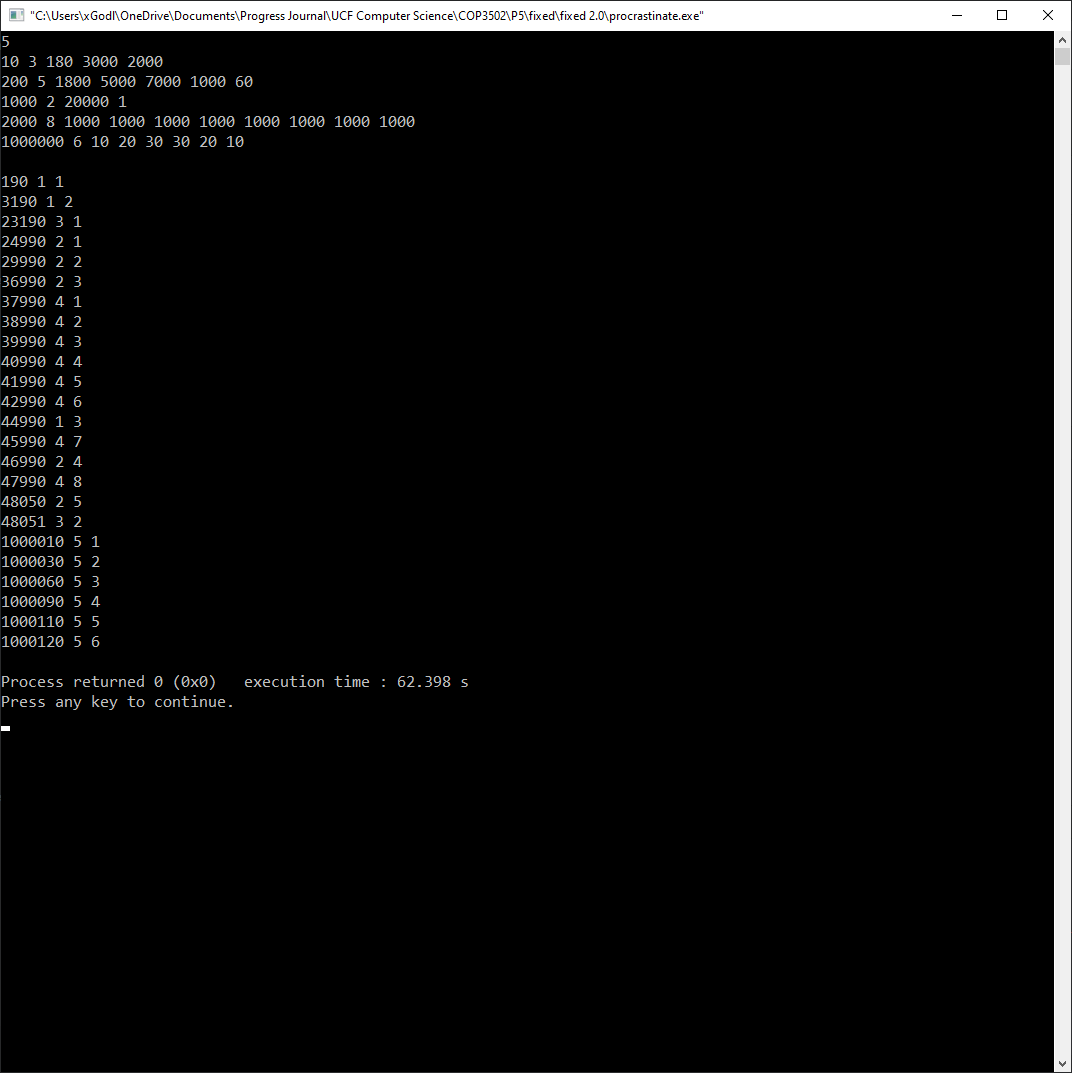 "C:\Users\xGodl\OneDrive\Documents\Progress Journal\UCF Computer Science\COP3502\P5\fixed\fixed 2.0\procrastinate.exe"
5
10 3 180 3000 2000
200 5 1800 5000 7000 1000 60
1000 2 20000 1
2000 8 1000 1000 1000 1000 1000 1000 1000 1000
1000000 6 10 20 30 30 20 10
190 1 1
3190 1 2
23190 3 1
24990 2 1
29990 2 2
36990 2 3
37990 4 1
38990 4 2
39990 4 3
40990 4 4
41990 4 5
42990 4 6
44990 1 3
45990 4 7
46990 2 4
47990 4 8
48050 2 5
48051 3 2
1000010 5 1
1000030 5 2
1000060 5 3
1000090 5 4
1000110 5 5
1000120 5 6
Process returned 0 (0x0)   execution time : 62.398 s
Press any key to continue.